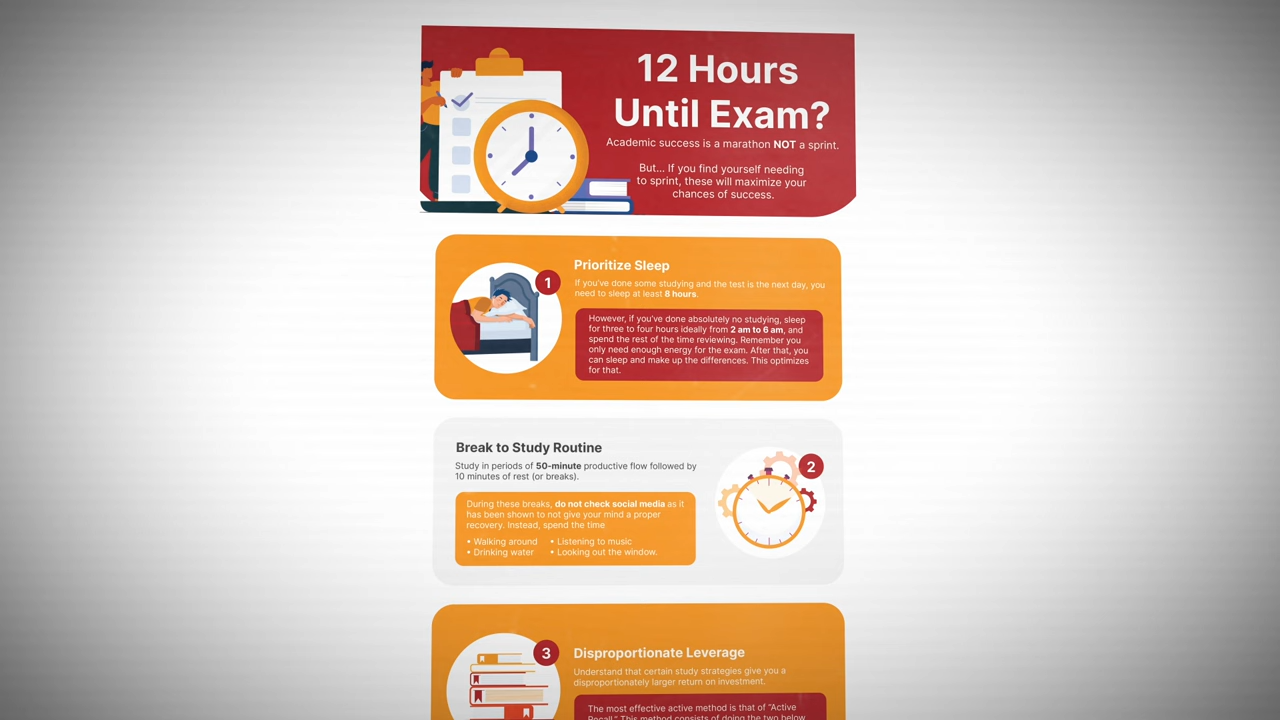 12 Hours
Until Exam?
Academic success is a marathon NOT a sprint.
But... If you find yourself needing
to sprint, these will maximize your
chances of success.
1
Prioritize Sleep
If you've done some studying and the test is the next day, you
need to sleep at least 8 hours.
However, if you've done absolutely no studying, sleep
for three to four hours ideally from 2 am to 6 am, and
spend the rest of the time reviewing. Remember you
only need enough energy for the exam. After that, you
can sleep and make up the differences. This optimizes
for that.
Break to Study Routine
Study in periods of 50-minute productive flow followed by
10 minutes of rest (or breaks).
2
During these breaks, do not check social media as it
has been shown to not give your mind a proper
recovery. Instead, spend the time
• Walking around
• Drinking water
• Listening to music
• Looking out the window.
3
Disproportionate Leverage
Understand that certain study strategies give you a
disproportionately larger return on investment.
The most effective active method is that of "Active
Recall." This method consists of doing the two below